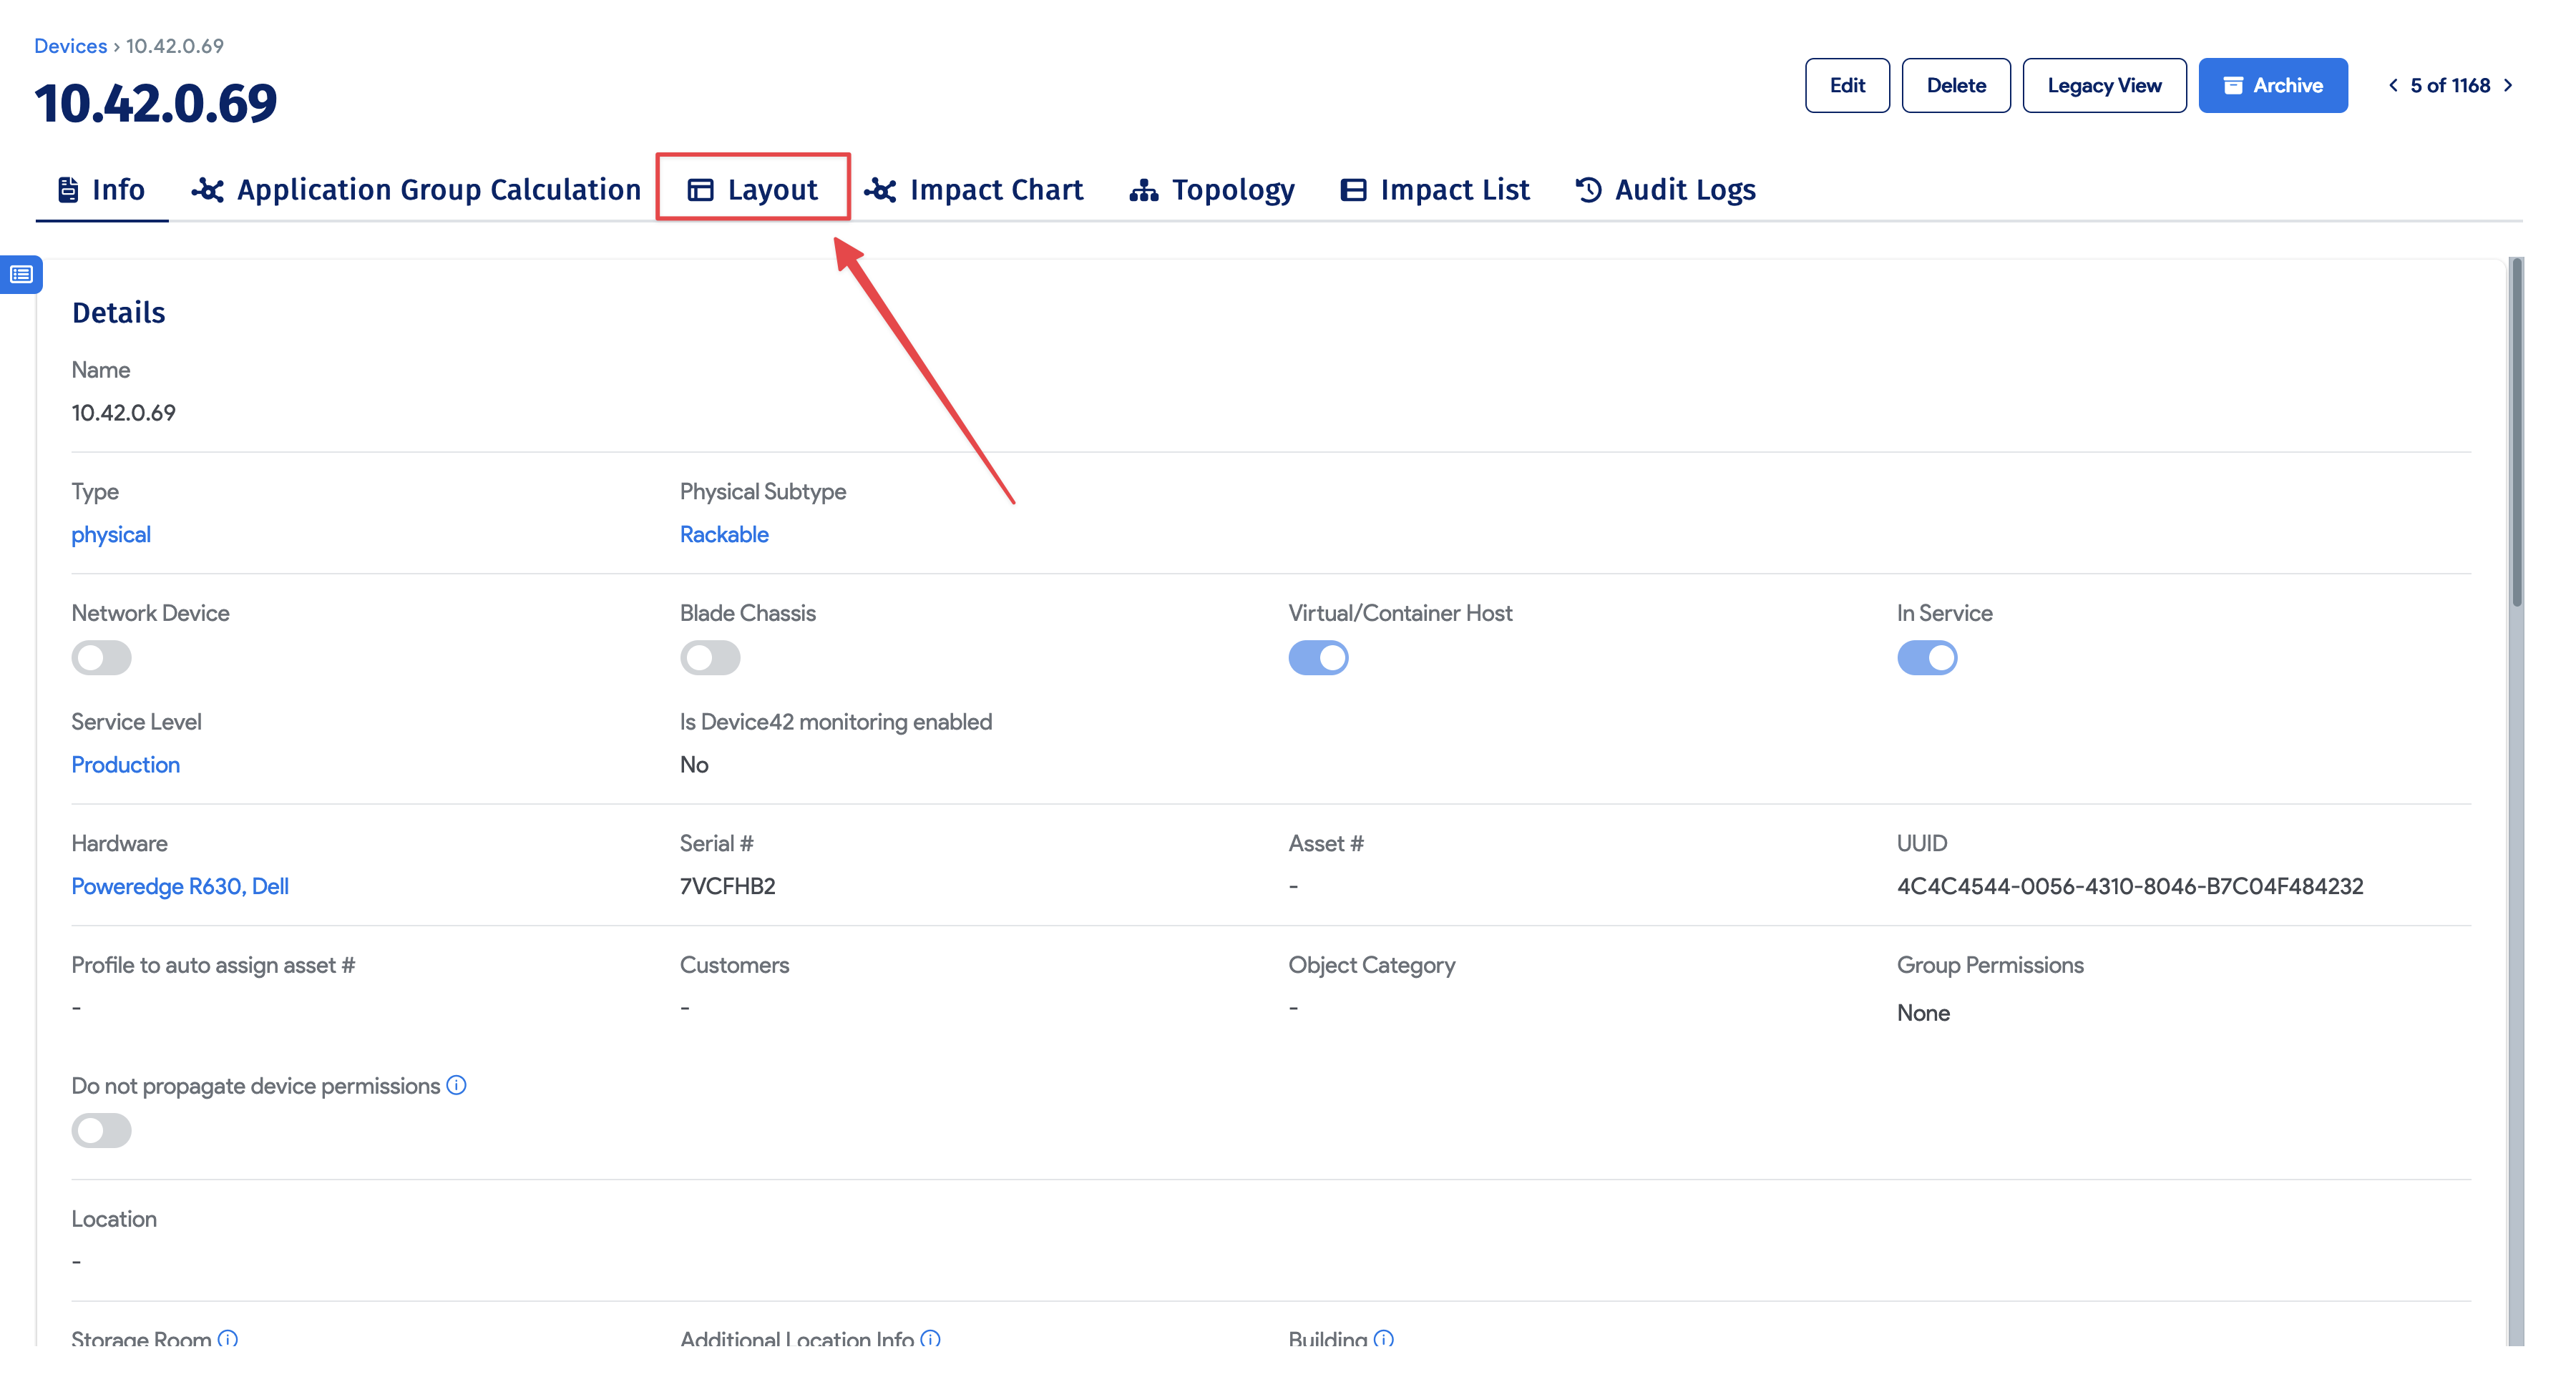 Devices › 10.42.0.69
10.42.0.69
Edit
Delete
Legacy View
Archive
5 of 1168
Info
Application Group Calculation
Layout
Impact Chart
Topology
Impact List
Audit Logs
Details
Name
10.42.0.69
Type
Physical Subtype
physical
Rackable
Network Device
Blade Chassis
Virtual/Container Host
In Service
Service Level
Is Device42 monitoring enabled
Production
No
Hardware
Serial #
Asset #
UUID
Poweredge R630, Dell
7VCFHB2
-
4C4C4544-0056-4310-8046-B7C04F484232
Profile to auto assign asset #
Customers
Object Category
Group Permissions
-
-
-
None
Do not propagate device permissions
Location
-
Storage Room
Additional Location Info
Building